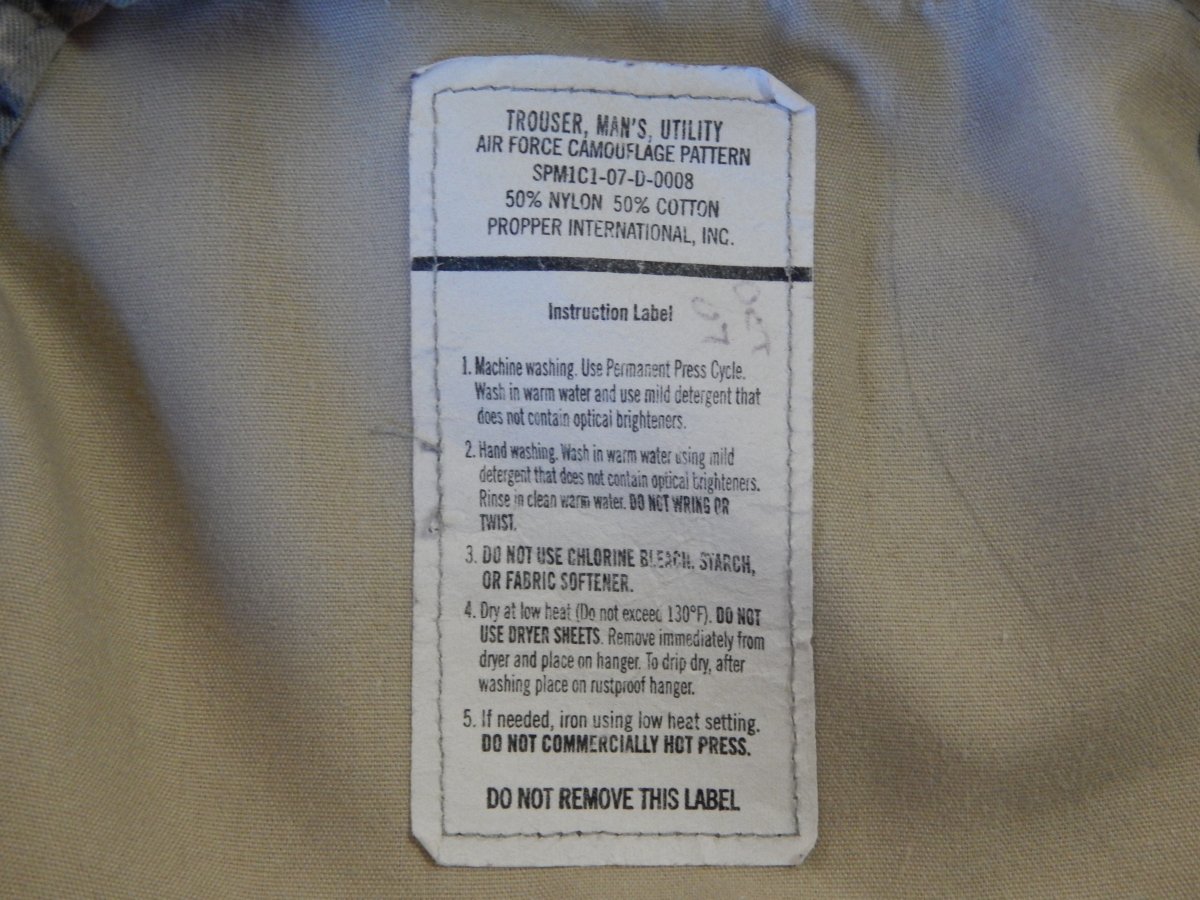 TROUSER, MAN'S, UTILITY
AIR FORCE CAMOUFLAGE PATTERN
SPM1C1-07-D-0008
50% NYLON 50% COTTON
PROPPER INTERNATIONAL, INC.
Instruction Label
1. Machine washing. Use Permanent Press Cycle.
Wash in warm water and use mild detergent that
does not contain optical brighteners.
2. Hand washing. Wash in warm water using mild
detergent that does not contain optical brighteners.
Rinse in clean warm water. DO NOT WRING OR
TWIST.
3. DO NOT USE CHLORINE BLEACH, STARCH,
OR FABRIC SOFTENER.
4. Dry at low heat (Do not exceed 130°F). DO NOT
USE DRYER SHEETS. Remove immediately from
dryer and place on hanger. To drip dry, after
washing place on rustproof hanger.
5. If needed, iron using low heat setting.
DO NOT COMMERCIALLY HOT PRESS.
DO NOT REMOVE THIS LABEL